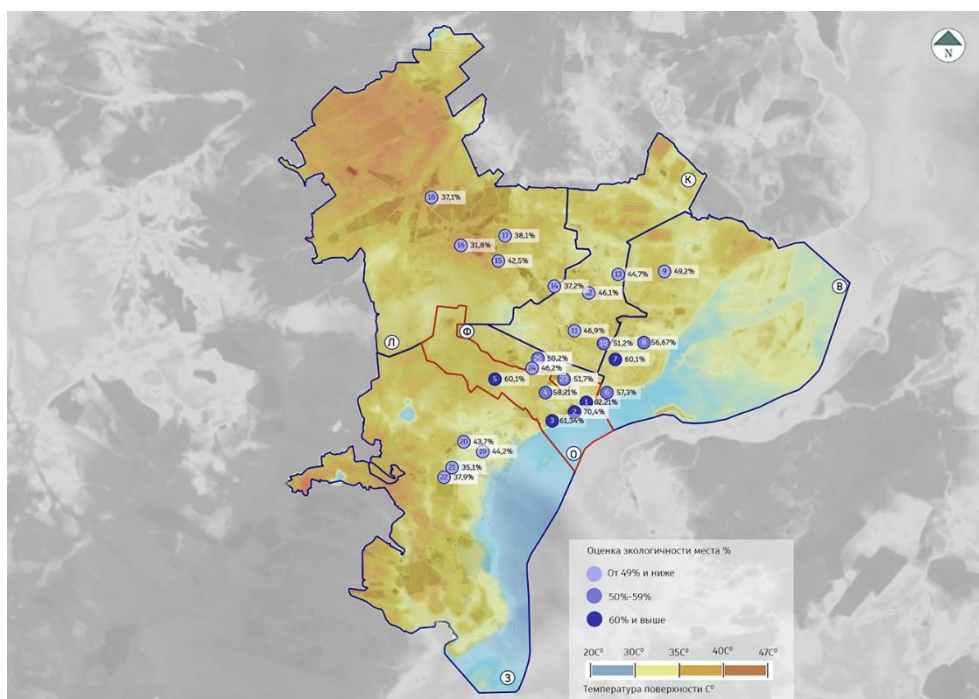 N
К
18 37,1%
17 38,1%
16 31,8%
15 42,5%
13 44,7%
9 49,2%
14 37,2%
12 46,1%
В
11 46,9%
Л
Ф
10 51,2%
8 56,67%
50,2%
7 60,1%
24 46,2%
5 60,1%
51,7%
58,21%
57,3%
1 62,21%
2 70,4%
3 61,34%
20 43,7%
19 44,2%
О
21 35,1%
22 37,9%
З
Оценка экологичности места %
От 49% и ниже
50%-59%
60% и выше
20С° 30С° 35С° 40С° 47С°
Температура поверхности С°